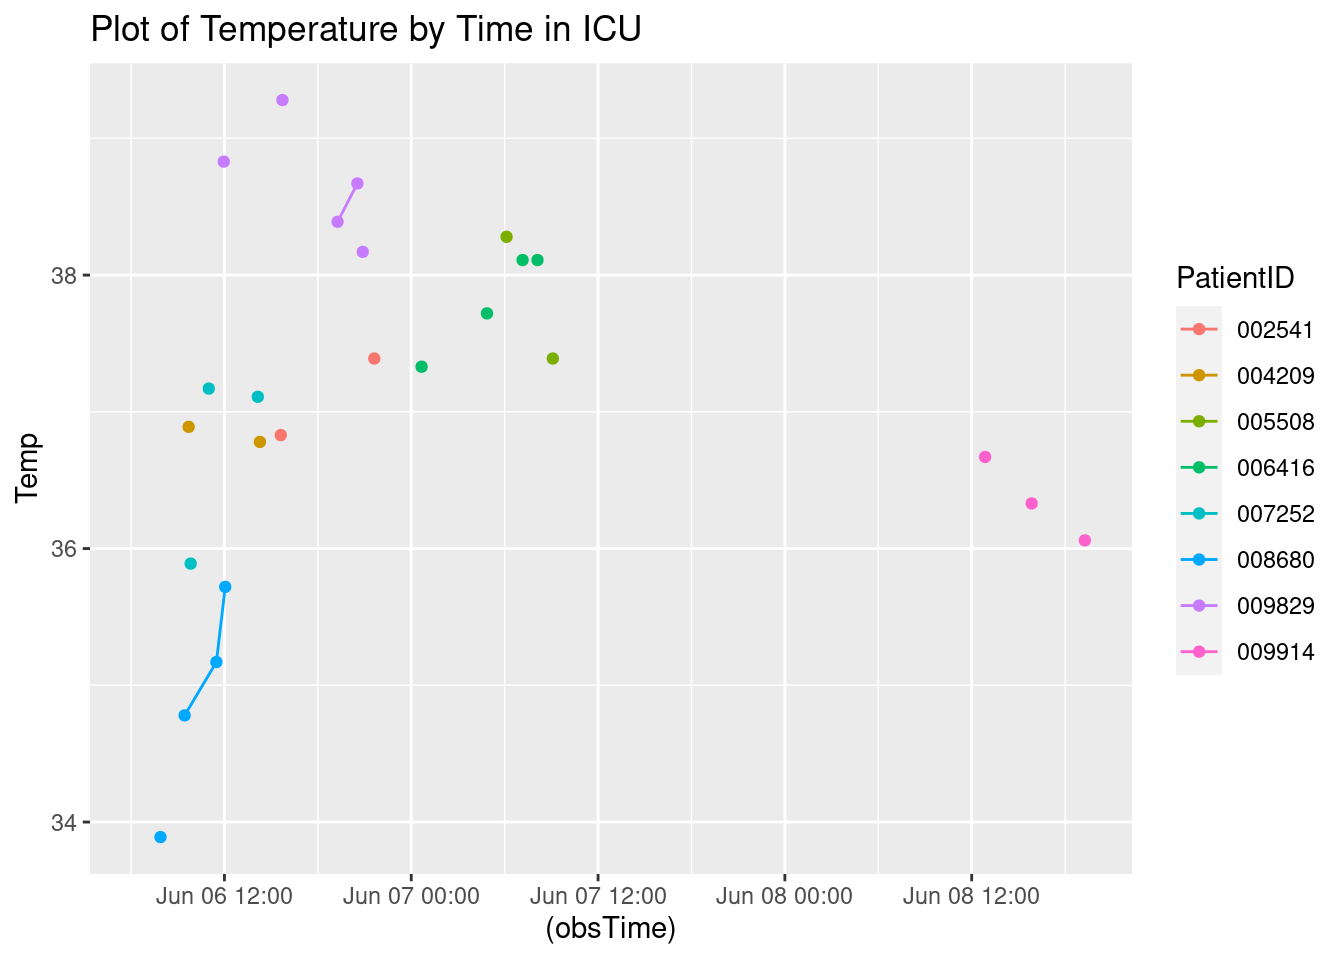 Plot of Temperature by Time in ICU
Temp
38
36
34
Jun 06 12:00
Jun 07 00:00
Jun 07 12:00
Jun 08 00:00
Jun 08 12:00
(obsTime)
PatientID
002541
004209
005508
006416
007252
008680
009829
009914